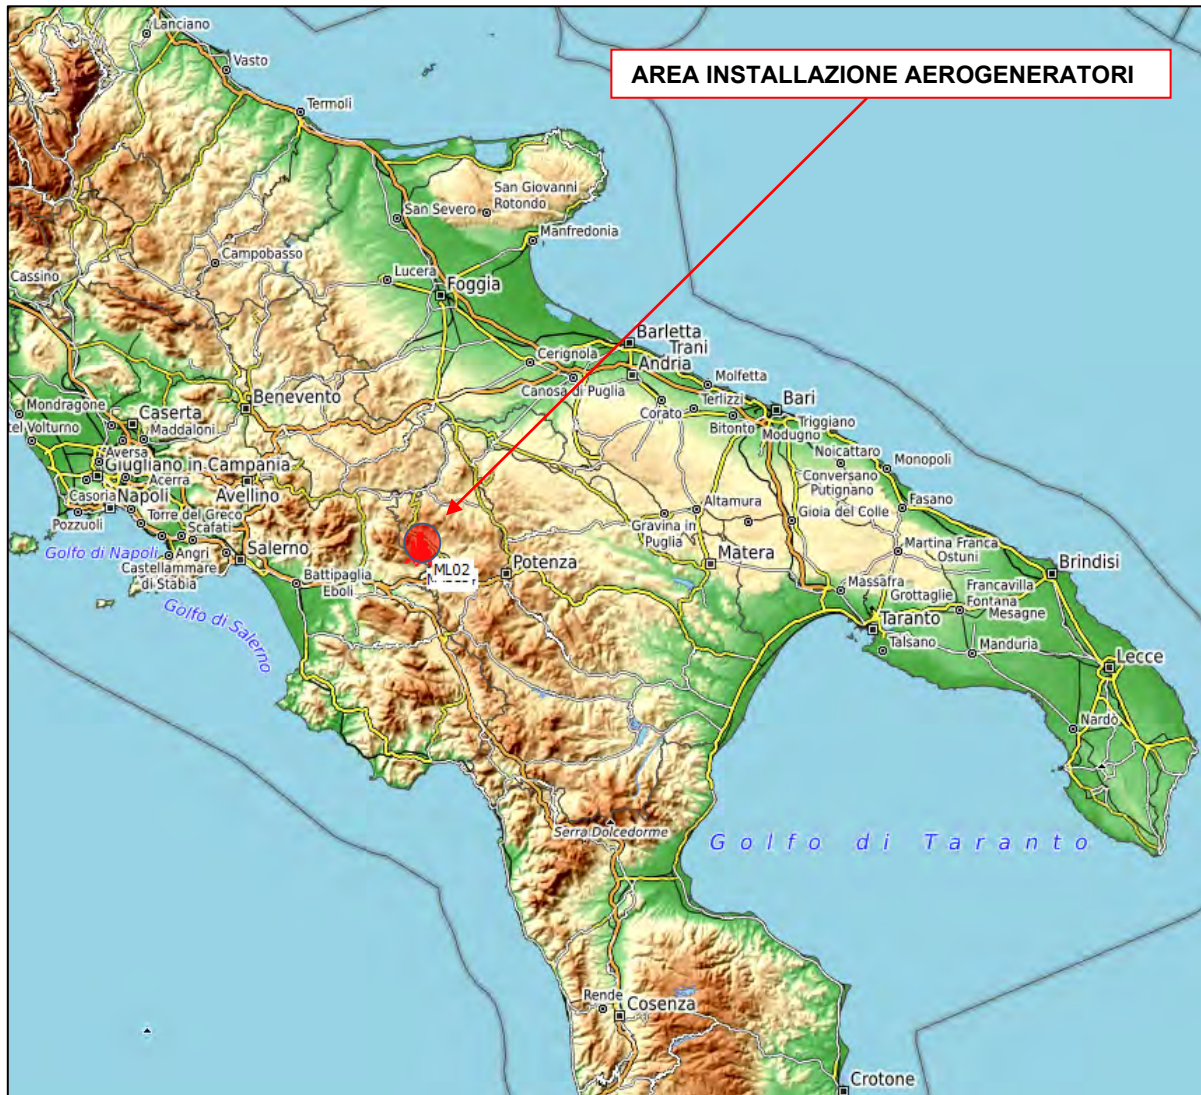 Lanciano
Vasto
AREA INSTALLAZIONE AEROGENERATORI
Termoli
San Giovanni
Rotondo
San Severo
Manfredonia
Campobasso
Cassino
Lucera
Foggia
Barletta
Trani
Cerignola
Andria
Canosa di Puglia
Molfetta
Mondragone
Caserta
Benevento
Corato
Terlizzi
Bari
tel Volturno
Maddaloni
Bitonto
Triggiano
Modugno
Aversa
Noicattaro
Giugliano in Campania
Monopoli
Acerra
Avellino
Conversano
Putignano
Casoria
Napoli
Altamura
Fasano
Pozzuoli
Torre del Greco
Scafati
Gravina in
Puglia
Gioia del Colle
Golfo di Napoli
Angri
Salerno
Matera
Martina Franca
Ostuni
Castellammare
di Stabia
Battipaglia
Eboli
ML02
Potenza
Brindisi
Massafra
Grottaglie
Francavilla
Fontana
Mesagne
Golfo di Salerno
Taranto
Talsano
Manduria
Lecce
Nardò
Serra Dolcedorme
Golfo di Taranto
Rende
Cosenza
Crotone